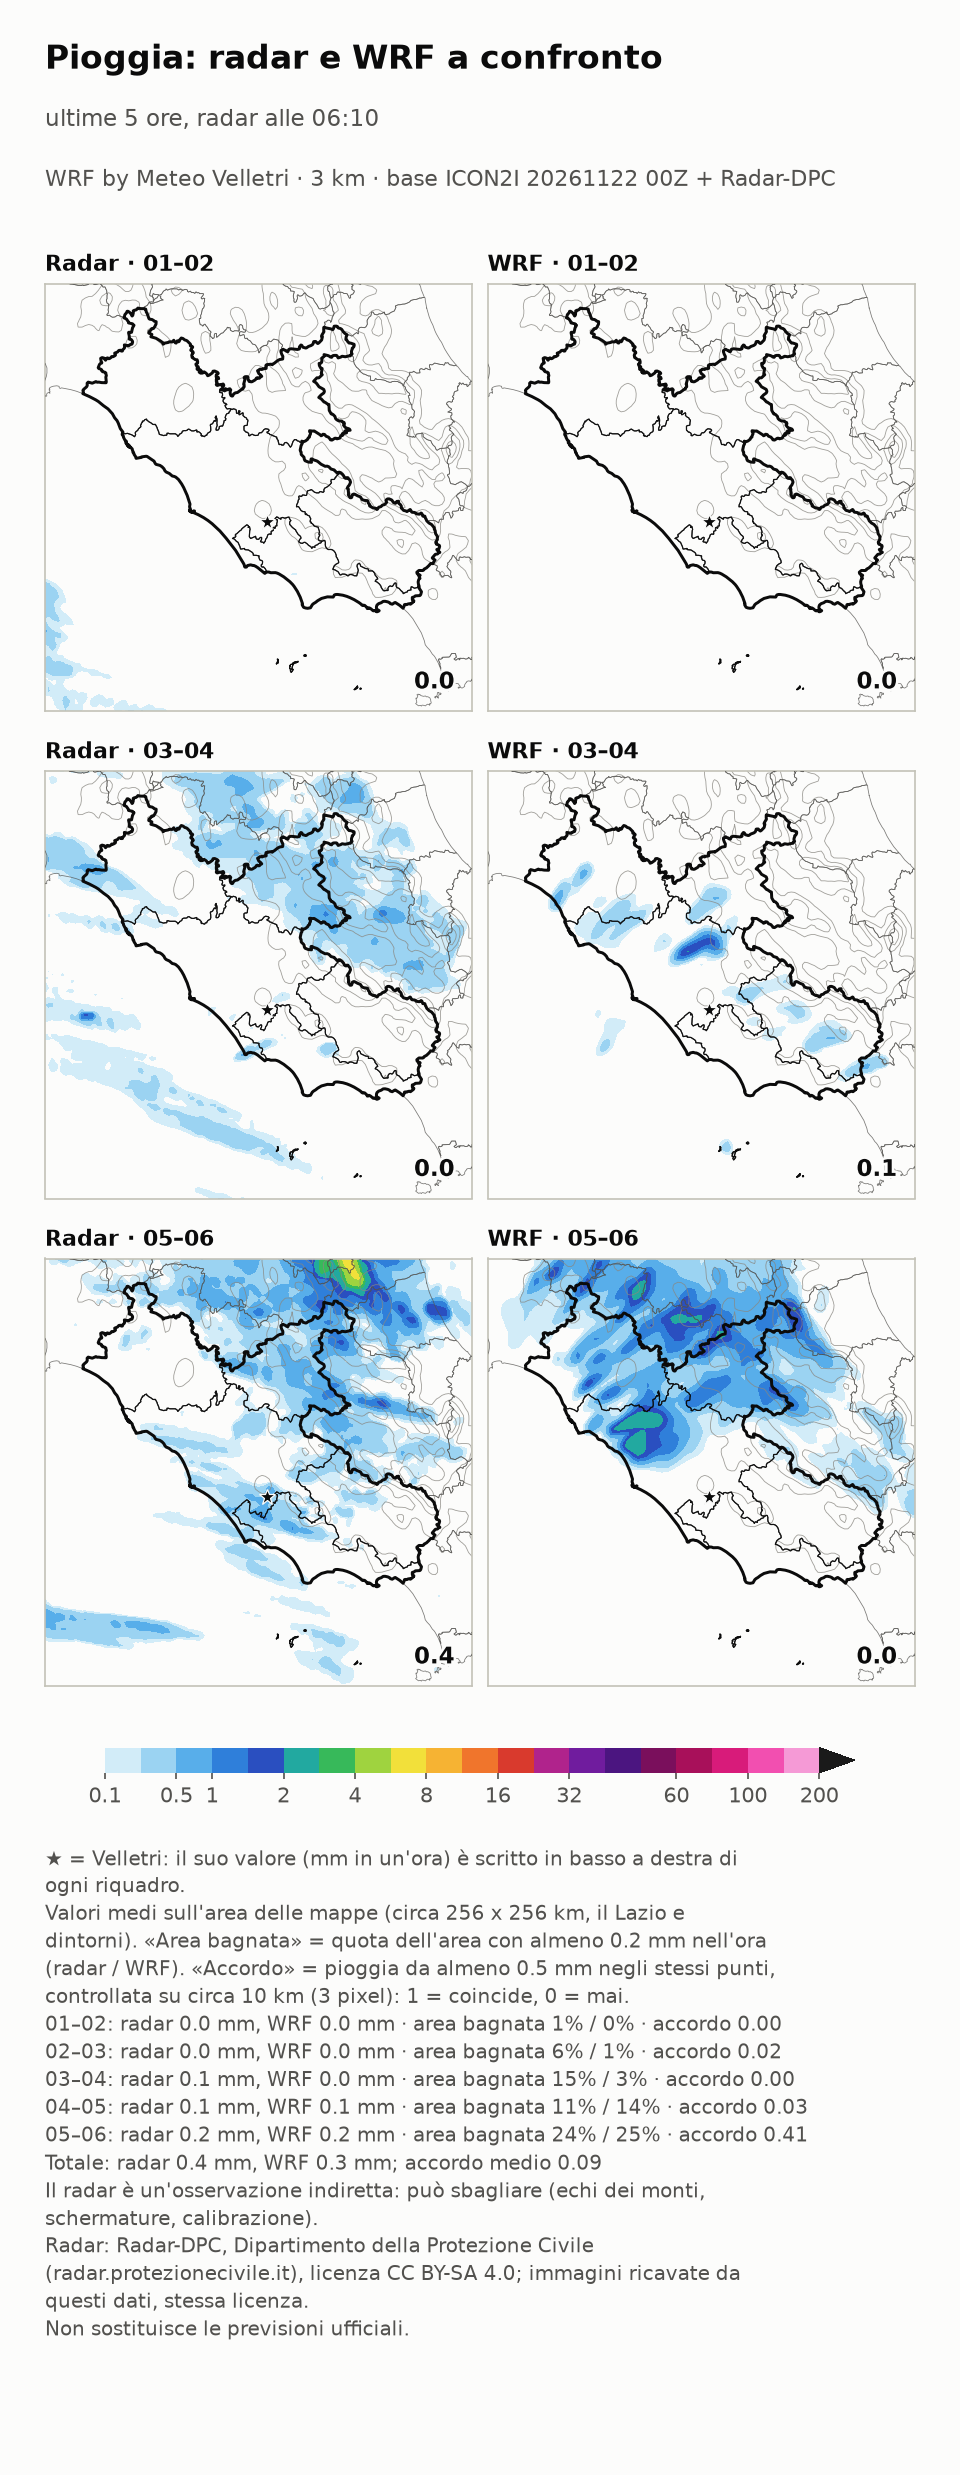 Pioggia: radar e WRF a confronto
ultime 5 ore, radar alle 06:10
WRF by Meteo Velletri · 3 km · base ICON2I 20261122 00Z + Radar-DPC
Radar · 01–02
WRF · 01–02
0.0
0.0
Radar · 03–04
WRF · 03–04
0.0
0.1
Radar · 05–06
WRF · 05–06
0.4
0.0
0.1 0.5 1 2 4 8 16 32 60 100 200
★ = Velletri: il suo valore (mm in un'ora) è scritto in basso a destra di
ogni riquadro.
Valori medi sull'area delle mappe (circa 256 x 256 km, il Lazio e
dintorni). «Area bagnata» = quota dell'area con almeno 0.2 mm nell'ora
(radar / WRF). «Accordo» = pioggia da almeno 0.5 mm negli stessi punti,
controllata su circa 10 km (3 pixel): 1 = coincide, 0 = mai.
01–02: radar 0.0 mm, WRF 0.0 mm · area bagnata 1% / 0% · accordo 0.00
02–03: radar 0.0 mm, WRF 0.0 mm · area bagnata 6% / 1% · accordo 0.02
03–04: radar 0.1 mm, WRF 0.0 mm · area bagnata 15% / 3% · accordo 0.00
04–05: radar 0.1 mm, WRF 0.1 mm · area bagnata 11% / 14% · accordo 0.03
05–06: radar 0.2 mm, WRF 0.2 mm · area bagnata 24% / 25% · accordo 0.41
Totale: radar 0.4 mm, WRF 0.3 mm; accordo medio 0.09
Il radar è un'osservazione indiretta: può sbagliare (echi dei monti,
schermature, calibrazione).
Radar: Radar-DPC, Dipartimento della Protezione Civile
(radar.protezionecivile.it), licenza CC BY-SA 4.0; immagini ricavate da
questi dati, stessa licenza.
Non sostituisce le previsioni ufficiali.